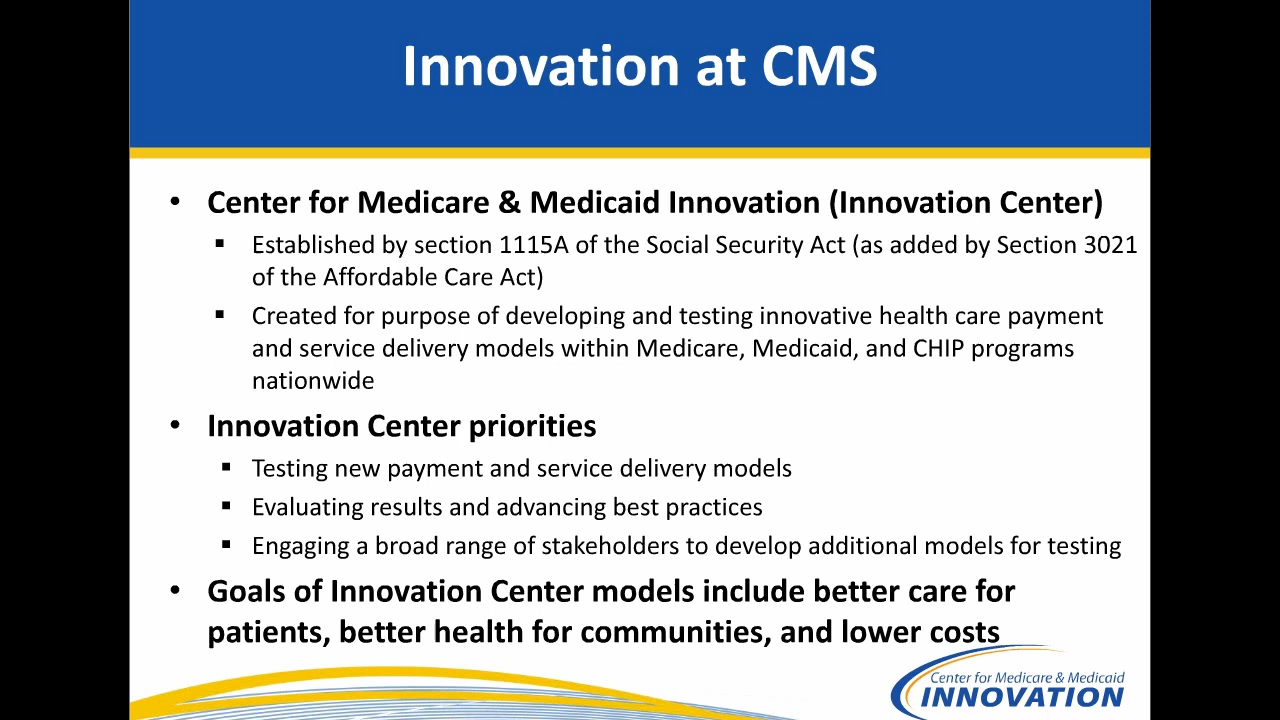 Innovation at CMS
• Center for Medicare & Medicaid Innovation (Innovation Center)
▪ Established by section 1115A of the Social Security Act (as added by Section 3021
of the Affordable Care Act)
▪ Created for purpose of developing and testing innovative health care payment
and service delivery models within Medicare, Medicaid, and CHIP programs
nationwide
• Innovation Center priorities
▪ Testing new payment and service delivery models
▪ Evaluating results and advancing best practices
▪ Engaging a broad range of stakeholders to develop additional models for testing
• Goals of Innovation Center models include better care for
patients, better health for communities, and lower costs
Center for Medicare & Medicaid
INNOVATION